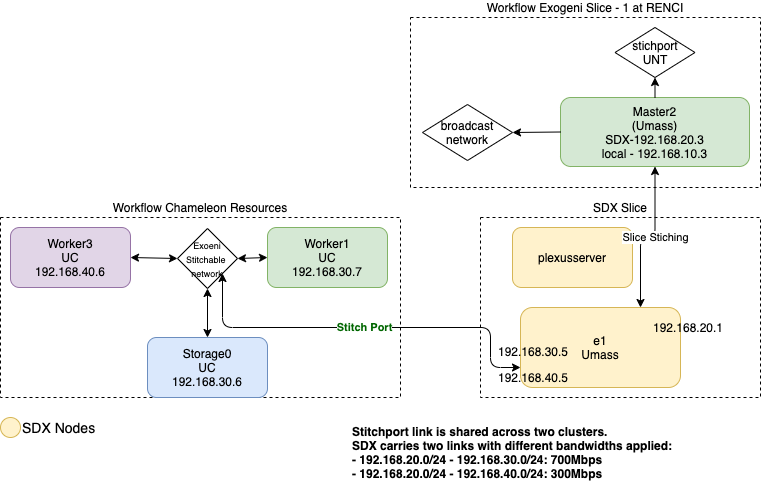 Workflow Exogeni Slice - 1 at RENCI
stichport
UNT
broadcast
network
Master2
(Umass)
SDX-192.168.20.3
local - 192.168.10.3
Workflow Chameleon Resources
SDX Slice
Worker3
UC
192.168.40.6
Exoeni
Stitchable
network
Worker1
UC
192.168.30.7
Slice Stiching
plexusserver
Storage0
UC
192.168.30.6
Stitch Port
192.168.20.1
e1
Umass
192.168.30.5
192.168.40.5
SDX Nodes
Stitchport link is shared across two clusters.
SDX carries two links with different bandwidths applied:
- 192.168.20.0/24 - 192.168.30.0/24: 700Mbps
- 192.168.20.0/24 - 192.168.40.0/24: 300Mbps